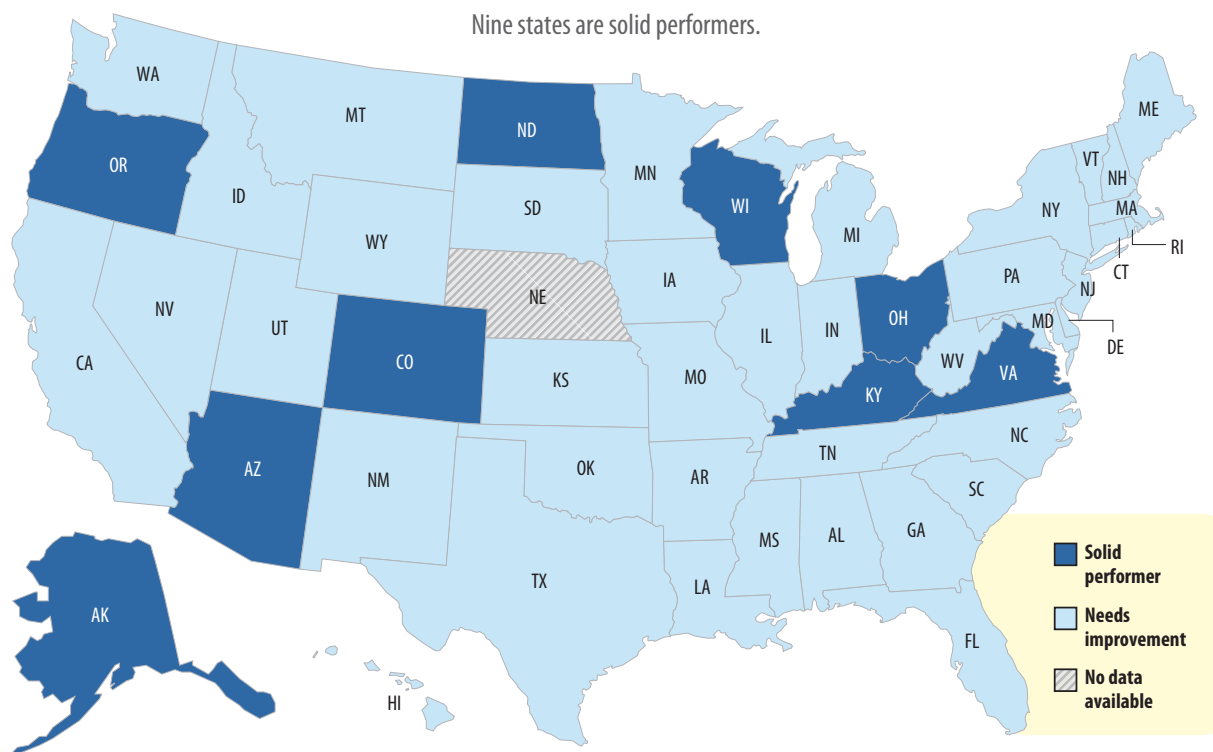 Nine states are solid performers.
WA
MT
ND
OR
ID
MN
SD
WI
WY
MI
ME
VT
NH
NY
MA
RI
CT
IA
NE
PA
NJ
NV
UT
CA
CO
IL
IN
OH
MD
DE
KS
MO
WV
VA
KY
AZ
NM
OK
AR
TN
NC
SC
TX
LA
MS
AL
GA
FL
AK
HI
Solid
performer
Needs
improvement
No data
available